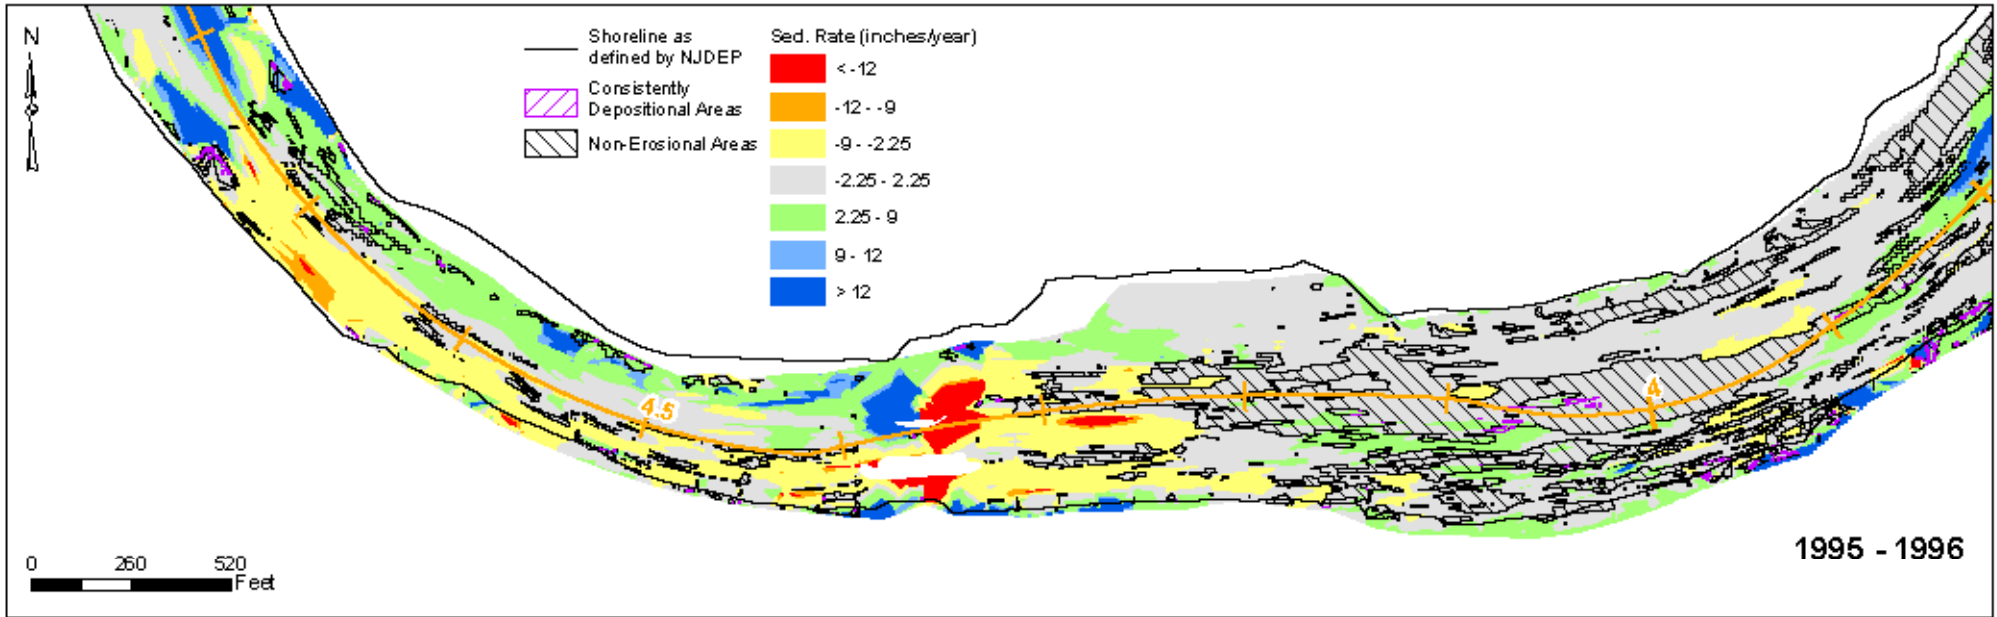 N
Shoreline as
defined by NJDEP
Consistently
Depositional Areas
Non-Erosional Areas
Sed. Rate (inches/year)
< -12
-12 - -9
-9 - -2.25
-2.25 - 2.25
2.25 - 9
9 - 12
> 12
4.5
4
0 260 520
Feet
1995 - 1996